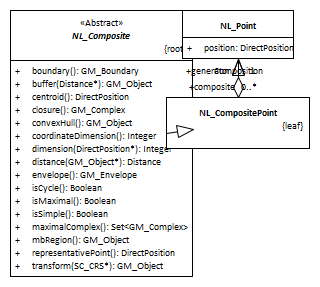 «Abstract»
NL_Composite
{root
+ boundary(): GM_Boundary
+ buffer(Distance*): GM_Object
+ centroid(): DirectPosition
+ closure(): GM_Complex
+ convexHull(): GM_Object
+ coordinateDimension(): Integer
+ dimension(DirectPosition*): Integer
+ distance(GM_Object*): Distance
+ envelope(): GM_Envelope
+ isCycle(): Boolean
+ isMaximal(): Boolean
+ isSimple(): Boolean
+ maximalComplex(): Set<GM_Complex>
+ mbRegion(): GM_Object
+ representativePoint(): DirectPosition
+ transform(SC_CRS*): GM_Object
NL_Point
+ position: DirectPosition
+generator Composition 1
+composite 0..*
NL_CompositePoint
{leaf}